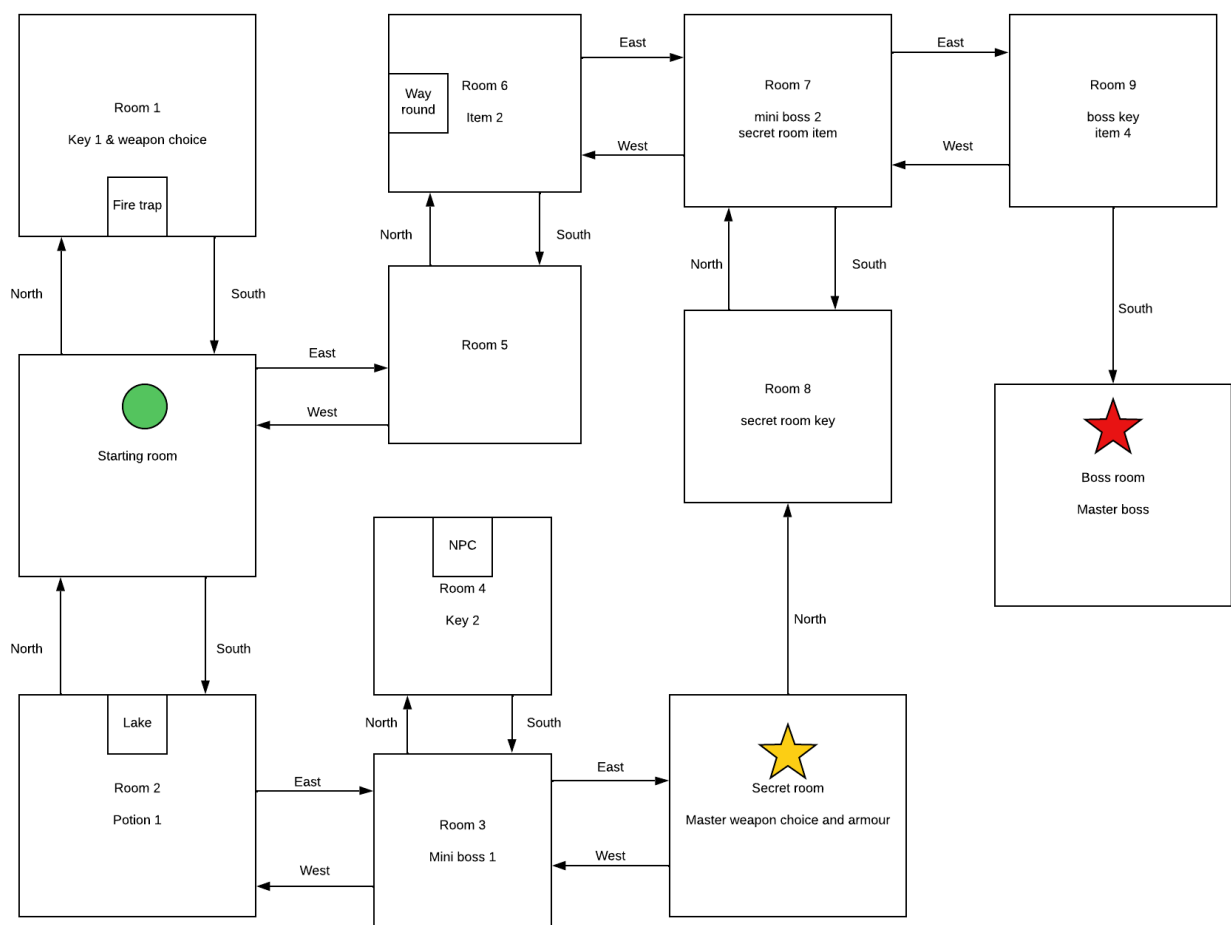 Room 1
Key 1 & weapon choice
Fire trap
North
South
Starting room
East
West
North
South
Lake
Room 2
Potion 1
East
West
Room 3
Mini boss 1
North
South
NPC
Room 4
Key 2
East
West
Secret room
Master weapon choice and armour
North
Room 8
secret room key
North
South
Room 5
North
South
Way
round
Room 6
Item 2
East
West
Room 7
mini boss 2
secret room item
East
West
Room 9
boss key
item 4
South
Boss room
Master boss